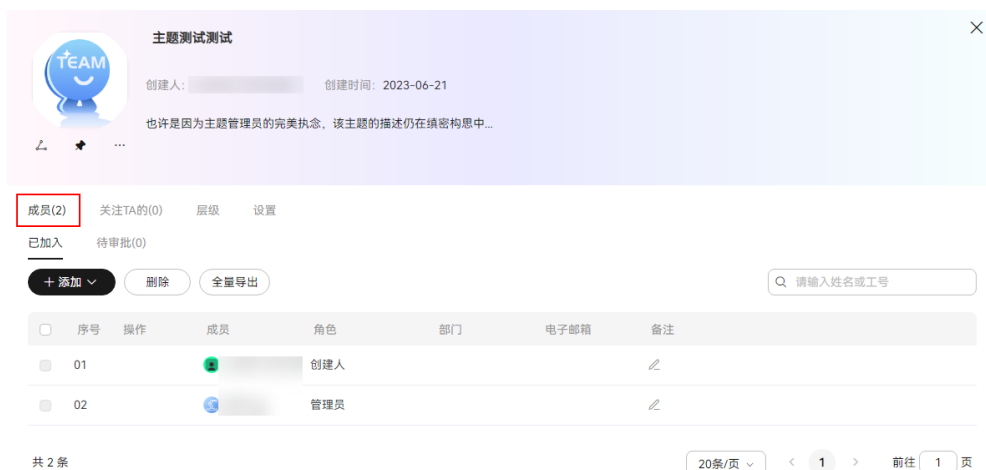 主题测试测试
TEAM
创建人: 创建时间: 2023-06-21
也许是因为主题管理员的完美执念，该主题的描述仍在缜密构思中...
成员(2) 关注TA的(0) 层级 设置
已加入 待审批(0)
+ 添加 删除 全量导出 请输入姓名或工号
序号 操作 成员 角色 部门 电子邮箱 备注
01 创建人
02 管理员
共 2 条 20条/页 < 1 > 前往 1 页